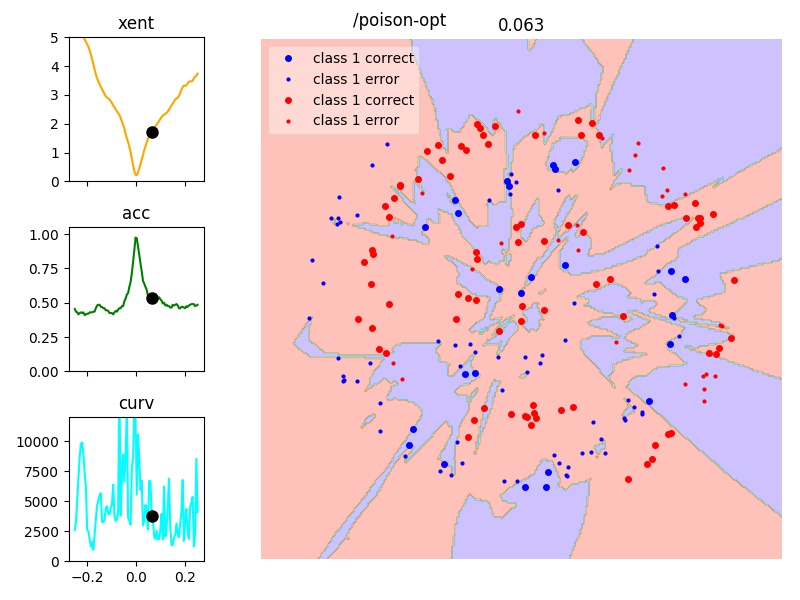 xent
5
4
3
2
1
0
acc
1.00
0.75
0.50
0.25
0.00
curv
10000
7500
5000
2500
0
−0.2 0.0 0.2
/poison-opt 0.063
class 1 correct
class 1 error
class 1 correct
class 1 error